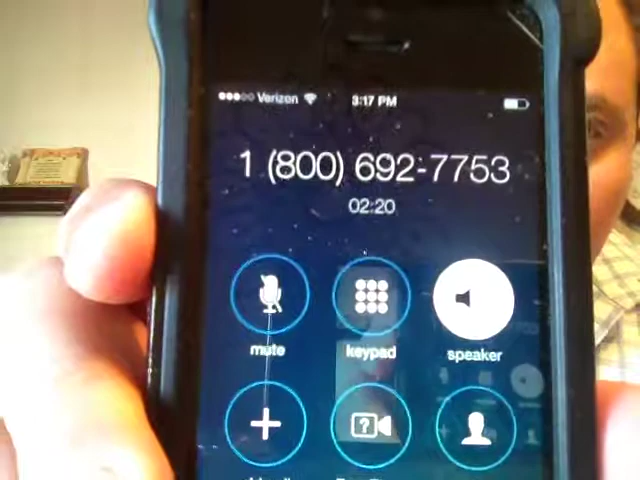 Verizon 3:17 PM
1 (800) 692-7753
02:20
mute keypad speaker